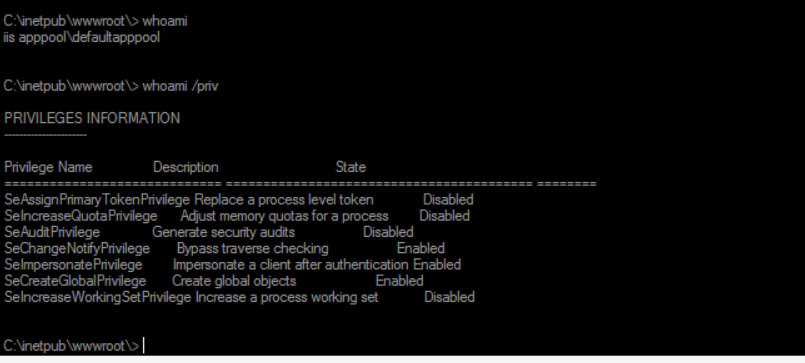 C:\inetpub\wwwroot\> whoami
iis apppool\defaultapppool
C:\inetpub\wwwroot\> whoami /priv
PRIVILEGES INFORMATION
----------------------
Privilege Name Description State
============================= ========================================= ========
SeAssignPrimaryTokenPrivilege Replace a process level token Disabled
SeIncreaseQuotaPrivilege Adjust memory quotas for a process Disabled
SeAuditPrivilege Generate security audits Disabled
SeChangeNotifyPrivilege Bypass traverse checking Enabled
SeImpersonatePrivilege Impersonate a client after authentication Enabled
SeCreateGlobalPrivilege Create global objects Enabled
SeIncreaseWorkingSetPrivilege Increase a process working set Disabled
C:\inetpub\wwwroot\>